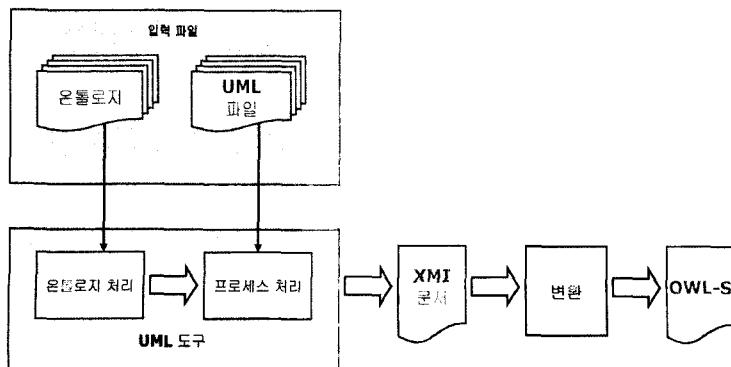 입력 파일
온톨로지
UML
파일
온톨로지 처리
프로세스 처리
UML 도구
XMI
문서
변환
OWL-S